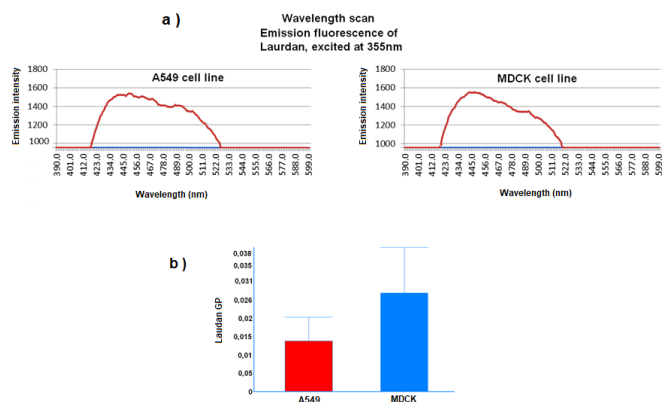 a )
Wavelength scan
Emission fluorescence of
Laurdan, excited at 355nm
A549 cell line
Emission intensity
1800
1600
1400
1200
1000
390.0 401.0 412.0 423.0 434.0 445.0 456.0 467.0 478.0 489.0 500.0 511.0 522.0 533.0 544.0 555.0 566.0 577.0 588.0 599.0
Wavelength (nm)
MDCK cell line
Emission intensity
1800
1600
1400
1200
1000
390.0 401.0 412.0 423.0 434.0 445.0 456.0 467.0 478.0 489.0 500.0 511.0 522.0 533.0 544.0 555.0 566.0 577.0 588.0 599.0
Wavelength (nm)
b )
Laudan GP
0,038
0,035
0,031
0,026
0,02
0,015
0,01
0,05
0
A549
MDCK